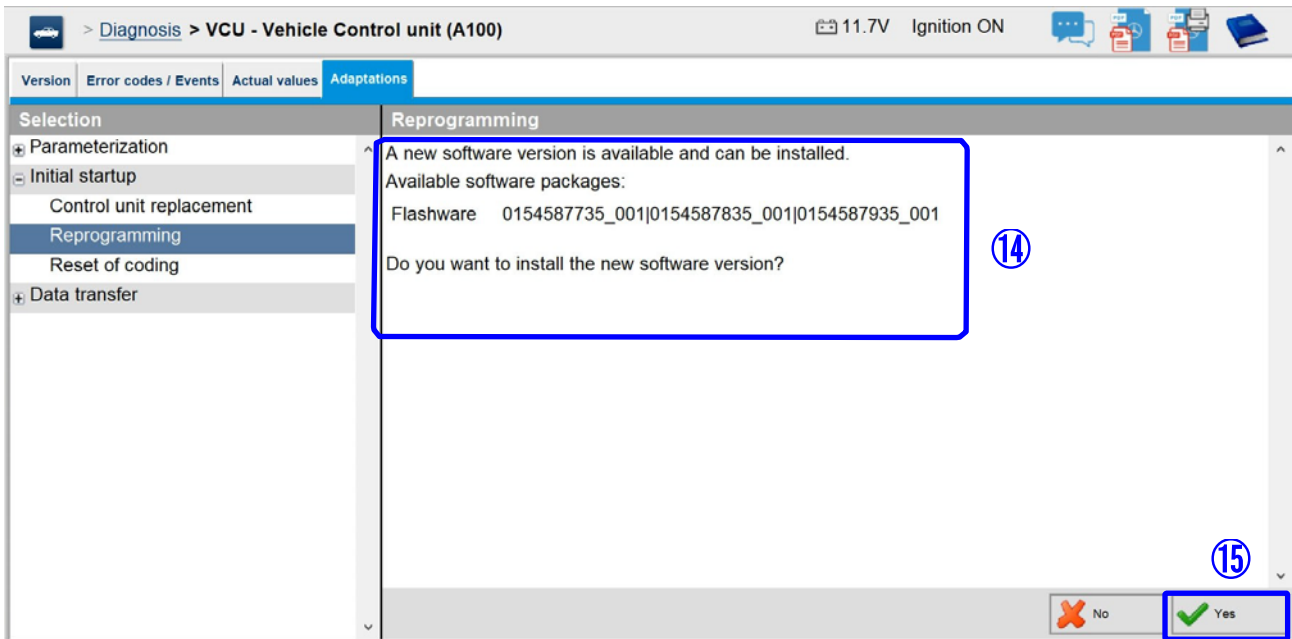 > Diagnosis > VCU - Vehicle Control unit (A100)
11.7V Ignition ON
Version Error codes / Events Actual values Adaptations
Selection
Parameterization
Initial startup
Control unit replacement
Reprogramming
Reset of coding
Data transfer
Reprogramming
A new software version is available and can be installed.
Available software packages:
Flashware 0154587735_001|0154587835_001|0154587935_001
Do you want to install the new software version?
⑭
⑮
No
Yes